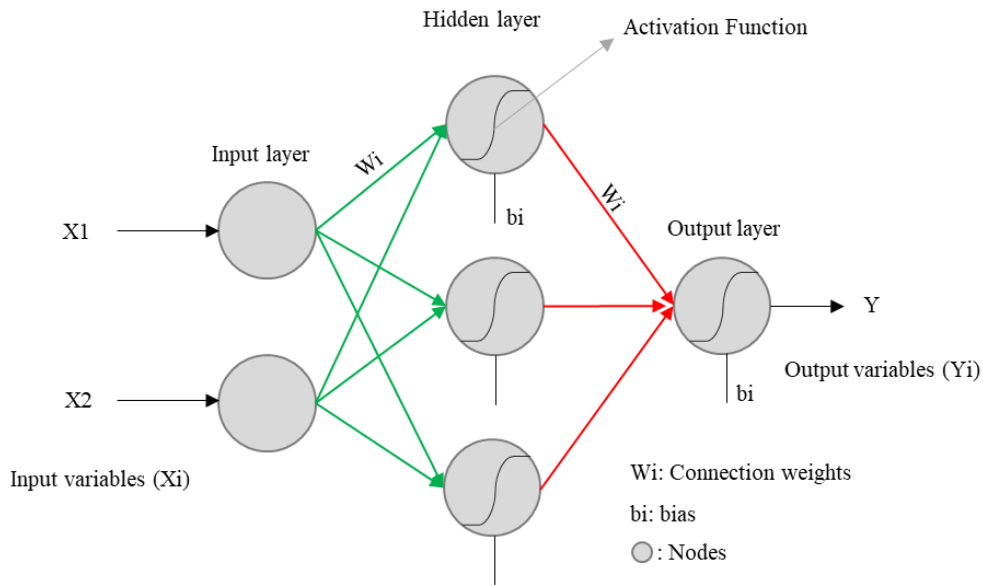 Hidden layer
Activation Function
Input layer
Wi
Wi
X1
bi
Output layer
Y
X2
Output variables (Yi)
bi
Input variables (Xi)
Wi: Connection weights
bi: bias
: Nodes